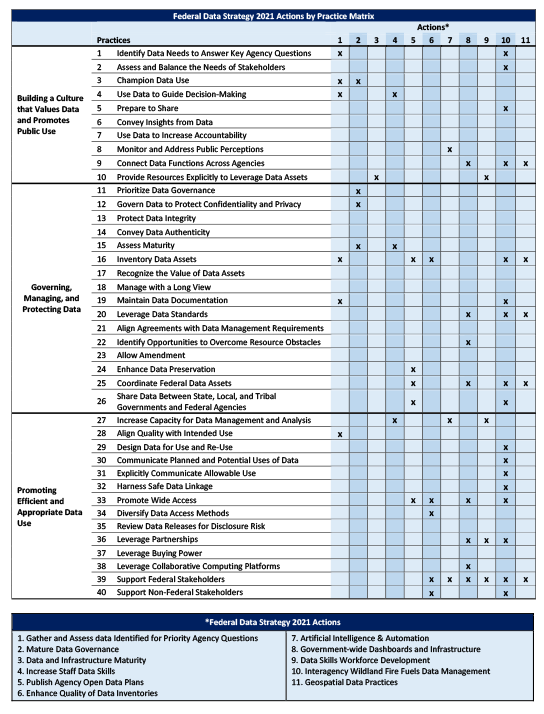 Federal Data Strategy 2021 Actions by Practice Matrix
Actions*
Practices 1 2 3 4 5 6 7 8 9 10 11
Building a Culture
that Values Data
and Promotes
Public Use
1 Identify Data Needs to Answer Key Agency Questions x x
2 Assess and Balance the Needs of Stakeholders x
3 Champion Data Use x x
4 Use Data to Guide Decision-Making x x
5 Prepare to Share x
6 Convey Insights from Data
7 Use Data to Increase Accountability
8 Monitor and Address Public Perceptions x
9 Connect Data Functions Across Agencies x x x
10 Provide Resources Explicitly to Leverage Data Assets x x
Governing,
Managing, and
Protecting Data
11 Prioritize Data Governance x
12 Govern Data to Protect Confidentiality and Privacy x
13 Protect Data Integrity
14 Convey Data Authenticity
15 Assess Maturity x x
16 Inventory Data Assets x x x x x
17 Recognize the Value of Data Assets
18 Manage with a Long View
19 Maintain Data Documentation x x
20 Leverage Data Standards x x x
21 Align Agreements with Data Management Requirements
22 Identify Opportunities to Overcome Resource Obstacles x
23 Allow Amendment
24 Enhance Data Preservation x
25 Coordinate Federal Data Assets x x x x
26 Share Data Between State, Local, and Tribal
Governments and Federal Agencies x x
Promoting
Efficient and
Appropriate Data
Use
27 Increase Capacity for Data Management and Analysis x x x
28 Align Quality with Intended Use x
29 Design Data for Use and Re-Use x
30 Communicate Planned and Potential Uses of Data x
31 Explicitly Communicate Allowable Use x
32 Harness Safe Data Linkage x
33 Promote Wide Access x x x x
34 Diversify Data Access Methods x
35 Review Data Releases for Disclosure Risk
36 Leverage Partnerships x x x
37 Leverage Buying Power
38 Leverage Collaborative Computing Platforms x
39 Support Federal Stakeholders x x x x x x
40 Support Non-Federal Stakeholders x x
*Federal Data Strategy 2021 Actions
1. Gather and Assess data Identified for Priority Agency Questions
2. Mature Data Governance
3. Data and Infrastructure Maturity
4. Increase Staff Data Skills
5. Publish Agency Open Data Plans
6. Enhance Quality of Data Inventories
7. Artificial Intelligence & Automation
8. Government-wide Dashboards and Infrastructure
9. Data Skills Workforce Development
10. Interagency Wildland Fire Fuels Data Management
11. Geospatial Data Practices